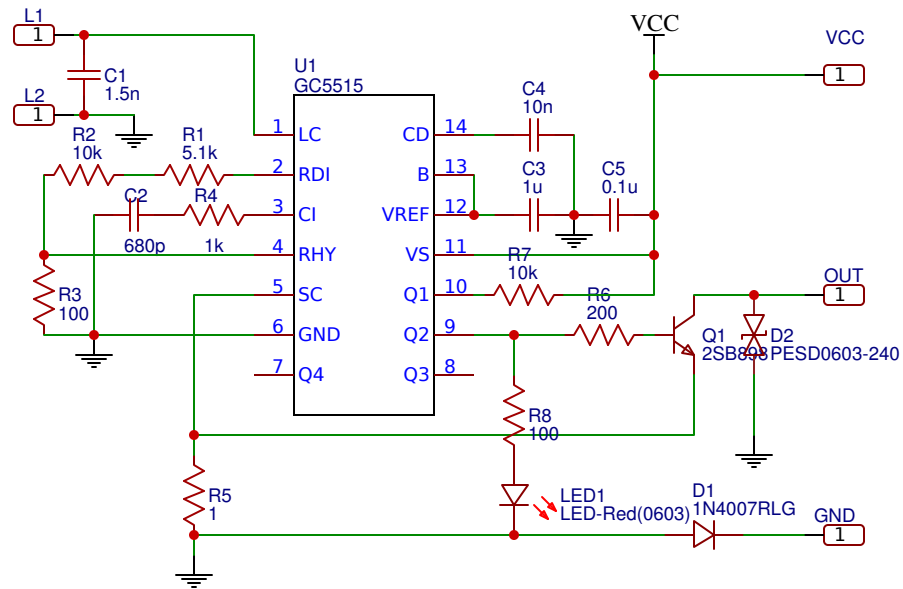 L1
1
C1
1.5n
L2
1
U1
GC5515
C4
10n
VCC
VCC
1
R2
10k
R1
5.1k
C2
680p
R4
1k
R3
100
1
LC
2
RDI
3
CI
4
RHY
5
SC
6
GND
7
Q4
CD
14
B
13
VREF
12
VS
11
Q1
10
Q2
9
Q3
8
C3
1u
C5
0.1u
R7
10k
R6
200
OUT
1
Q1
2SB898
D2
PESD0603-240
R8
100
R5
1
LED1
LED-Red(0603)
D1
1N4007RLG
GND
1